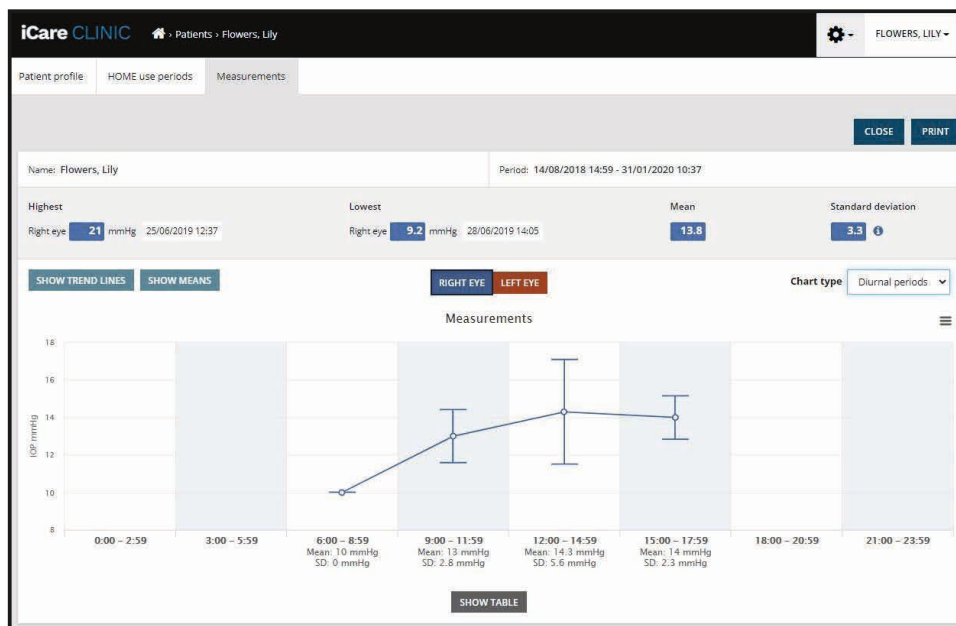 iCare CLINIC › Patients › Flowers, Lily FLOWERS, LILY
Patient profile HOME use periods Measurements
CLOSE PRINT
Name: Flowers, Lily Period: 14/08/2018 14:59 - 31/01/2020 10:37
Highest Lowest Mean Standard deviation
Right eye 21 mmHg 25/06/2019 12:37 Right eye 9.2 mmHg 28/06/2019 14:05 13.8 3.3
SHOW TREND LINES SHOW MEANS RIGHT EYE LEFT EYE Chart type Diurnal periods
Measurements
18
16
14
12
10
8
IOP mmHg
0:00 – 2:59 3:00 – 5:59 6:00 – 8:59 9:00 – 11:59 12:00 – 14:59 15:00 – 17:59 18:00 – 20:59 21:00 – 23:59
Mean: 10 mmHg Mean: 13 mmHg Mean: 14.3 mmHg Mean: 14 mmHg
SD: 0 mmHg SD: 2.8 mmHg SD: 5.6 mmHg SD: 2.3 mmHg
SHOW TABLE